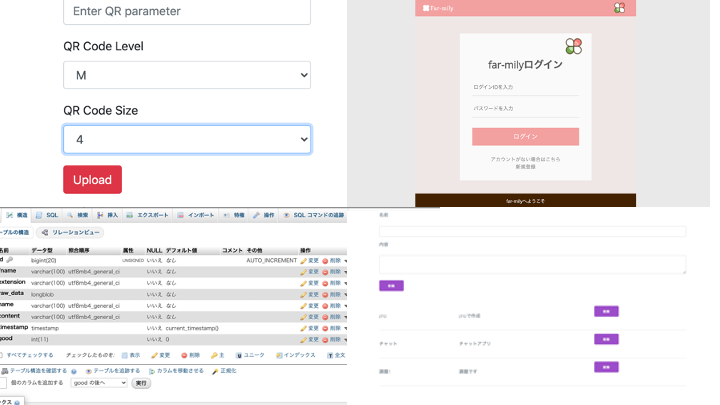 Enter QR parameter
QR Code Level
M
QR Code Size
4
Upload
Far-mily
far-milyログイン
ログインIDを入力
パスワードを入力
ログイン
アカウントがない場合はこちら
新規登録
far-milyへようこそ
構造 SQL 検索 挿入 エクスポート インポート 特権 操作 SQL コマンドの追跡
テーブルの構造 リレーションビュー
名前 データ型 照合順序 属性 NULL デフォルト値 コメント その他 操作
id bigint(20) UNSIGNED いいえ なし AUTO_INCREMENT 変更 削除
name varchar(100) utf8mb4_general_ci いいえ なし 変更 削除
extension varchar(100) utf8mb4_general_ci いいえ なし 変更 削除
raw_data longblob いいえ なし 変更 削除
name varchar(100) utf8mb4_general_ci いいえ なし 変更 削除
content varchar(100) utf8mb4_general_ci いいえ なし 変更 削除
timestamp timestamp いいえ current_timestamp() 変更 削除
good int(11) いいえ 0 変更 削除
すべてチェックする チェックしたものを: 表示 変更 削除 主 ユニーク インデックス 全文
テーブル構造を確認する テーブルを追跡する カラムを移動させる 正規化
個のカラムを追加する good の後へ 実行
名前
内容
php phpで作成
チャット チャットアプリ
課題! 課題です